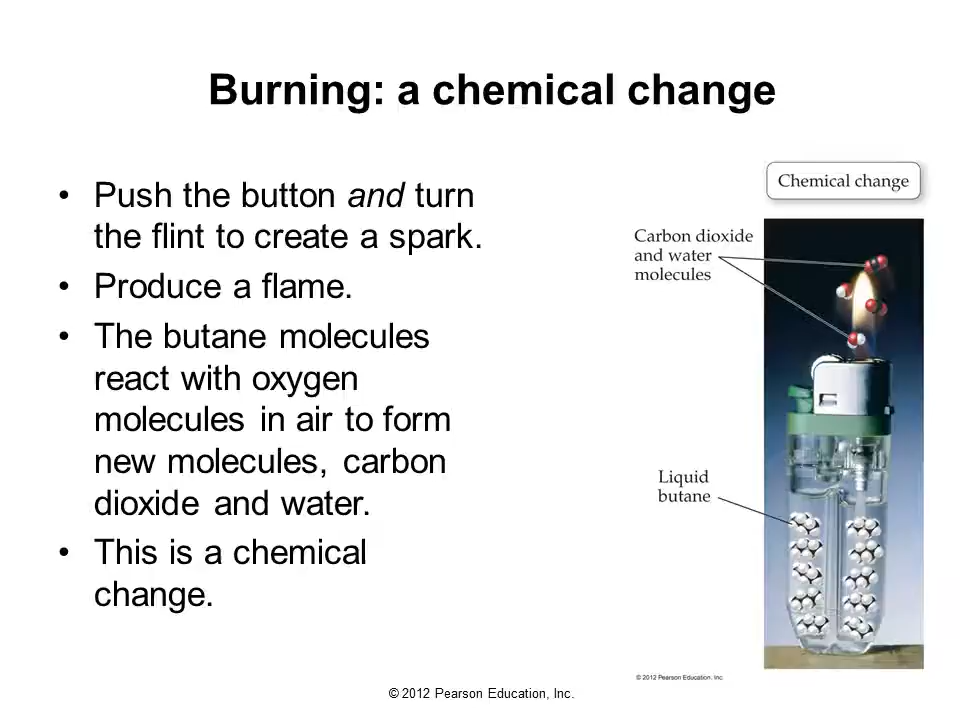 Burning: a chemical change
• Push the button and turn
the flint to create a spark.
• Produce a flame.
• The butane molecules
react with oxygen
molecules in air to form
new molecules, carbon
dioxide and water.
• This is a chemical
change.
Chemical change
Carbon dioxide
and water
molecules
Liquid
butane
© 2012 Pearson Education, Inc.
© 2012 Pearson Education, Inc.